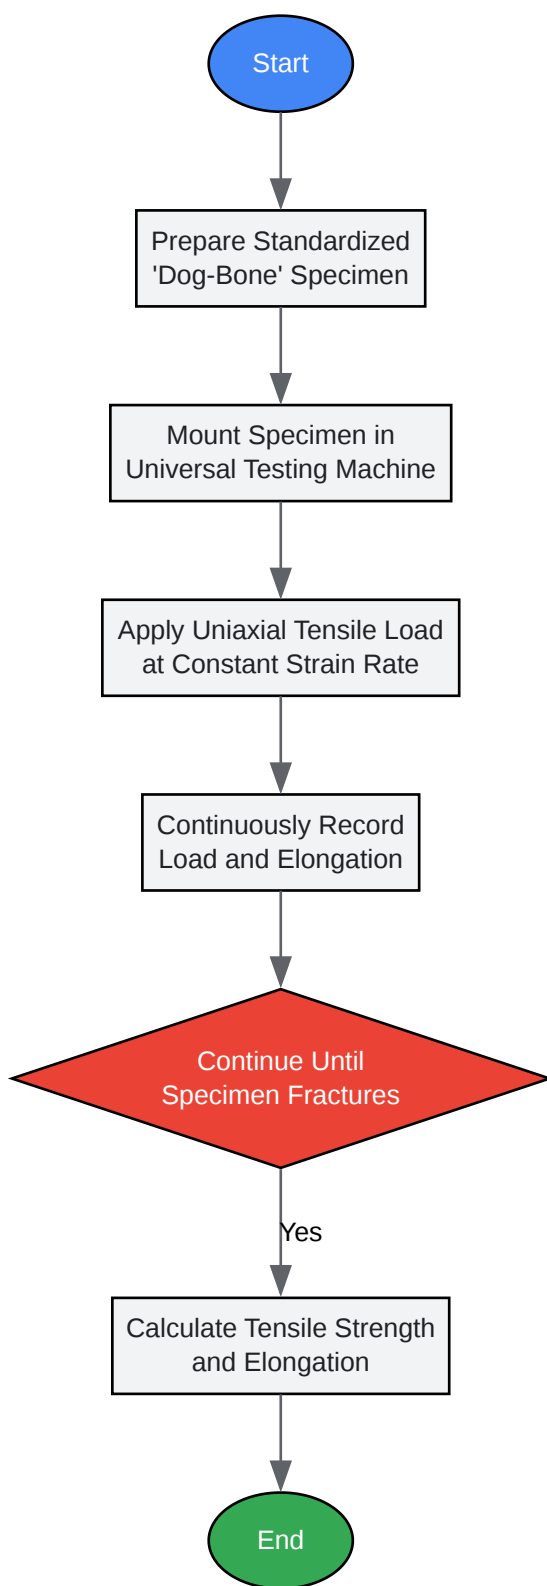 Start
Prepare Standardized
'Dog-Bone' Specimen
Mount Specimen in
Universal Testing Machine
Apply Uniaxial Tensile Load
at Constant Strain Rate
Continuously Record
Load and Elongation
Continue Until
Specimen Fractures
Yes
Calculate Tensile Strength
and Elongation
End